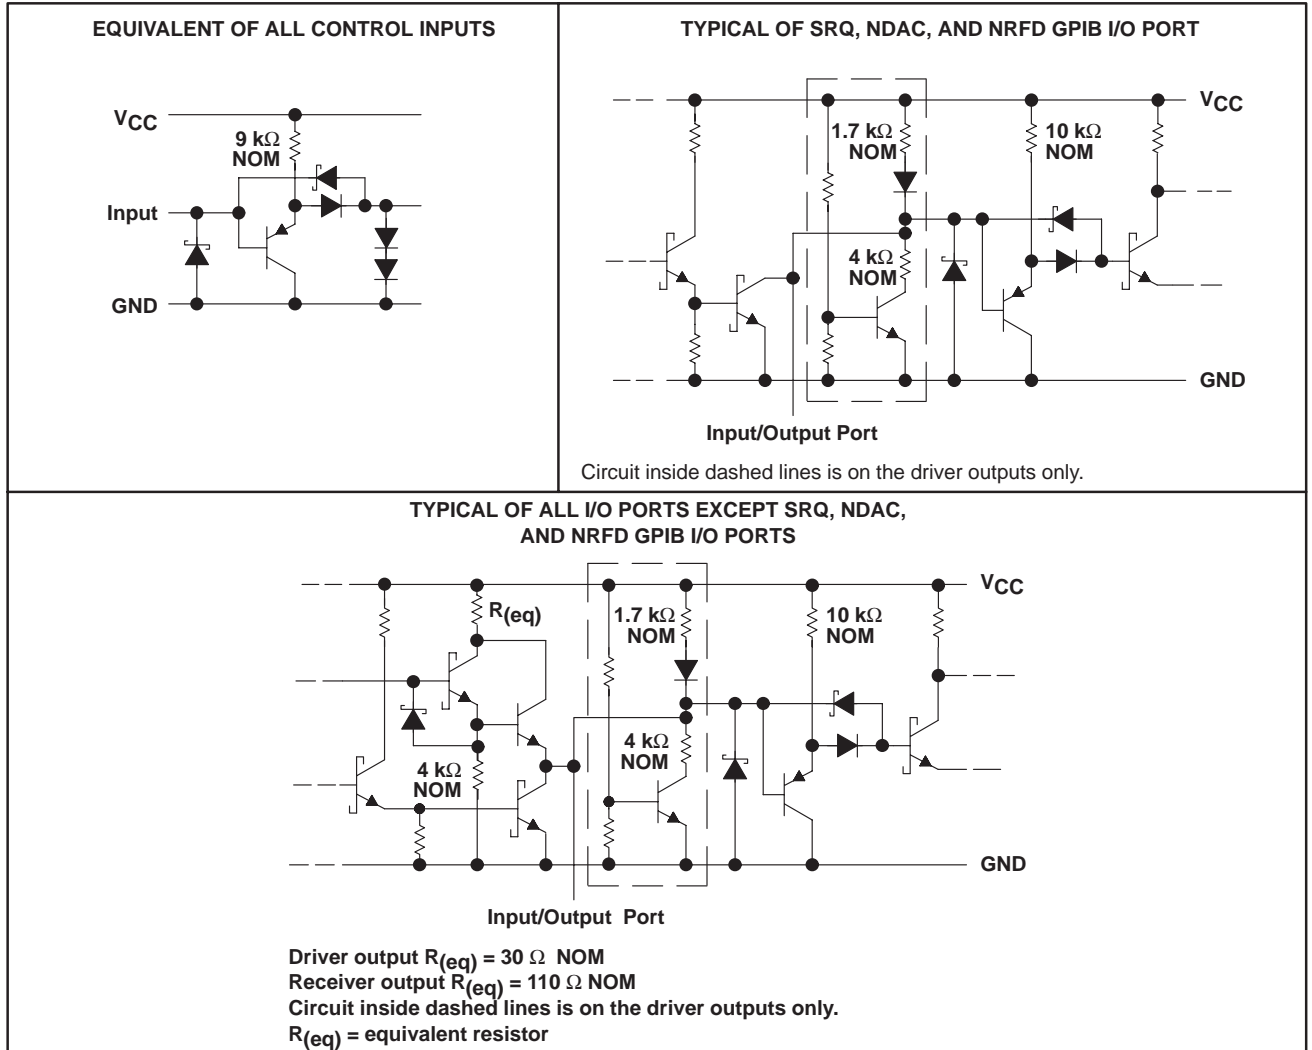 EQUIVALENT OF ALL CONTROL INPUTS
VCC
9 kΩ
NOM
Input
GND
TYPICAL OF SRQ, NDAC, AND NRFD GPIB I/O PORT
VCC
1.7 kΩ
NOM
10 kΩ
NOM
4 kΩ
NOM
GND
Input/Output Port
Circuit inside dashed lines is on the driver outputs only.
TYPICAL OF ALL I/O PORTS EXCEPT SRQ, NDAC,
AND NRFD GPIB I/O PORTS
VCC
R(eq)
1.7 kΩ
NOM
10 kΩ
NOM
4 kΩ
NOM
4 kΩ
NOM
GND
Input/Output Port
Driver output R(eq) = 30 Ω NOM
Receiver output R(eq) = 110 Ω NOM
Circuit inside dashed lines is on the driver outputs only.
R(eq) = equivalent resistor